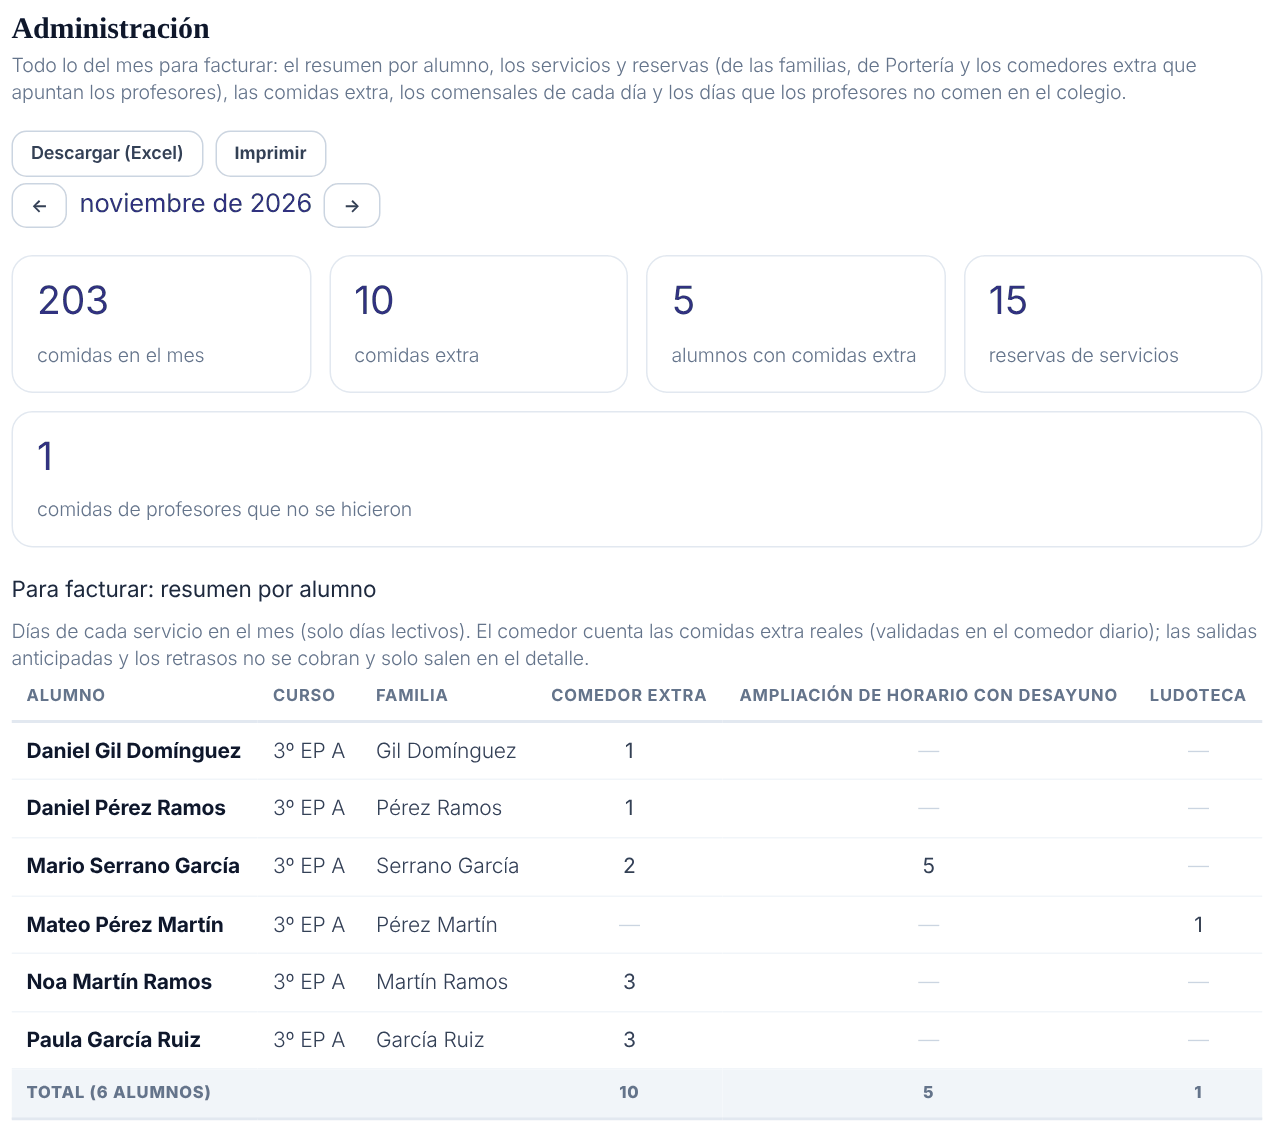 Administración
Todo lo del mes para facturar: el resumen por alumno, los servicios y reservas (de las familias, de Portería y los comedores extra que
apuntan los profesores), las comidas extra, los comensales de cada día y los días que los profesores no comen en el colegio.
Descargar (Excel) Imprimir
← noviembre de 2026 →
203 10 5 15
comidas en el mes comidas extra alumnos con comidas extra reservas de servicios
1
comidas de profesores que no se hicieron
Para facturar: resumen por alumno
Días de cada servicio en el mes (solo días lectivos). El comedor cuenta las comidas extra reales (validadas en el comedor diario); las salidas
anticipadas y los retrasos no se cobran y solo salen en el detalle.
ALUMNO CURSO FAMILIA COMEDOR EXTRA AMPLIACIÓN DE HORARIO CON DESAYUNO LUDOTECA
Daniel Gil Domínguez 3º EP A Gil Domínguez 1 — —
Daniel Pérez Ramos 3º EP A Pérez Ramos 1 — —
Mario Serrano García 3º EP A Serrano García 2 5 —
Mateo Pérez Martín 3º EP A Pérez Martín — — 1
Noa Martín Ramos 3º EP A Martín Ramos 3 — —
Paula García Ruiz 3º EP A García Ruiz 3 — —
TOTAL (6 ALUMNOS) 10 5 1